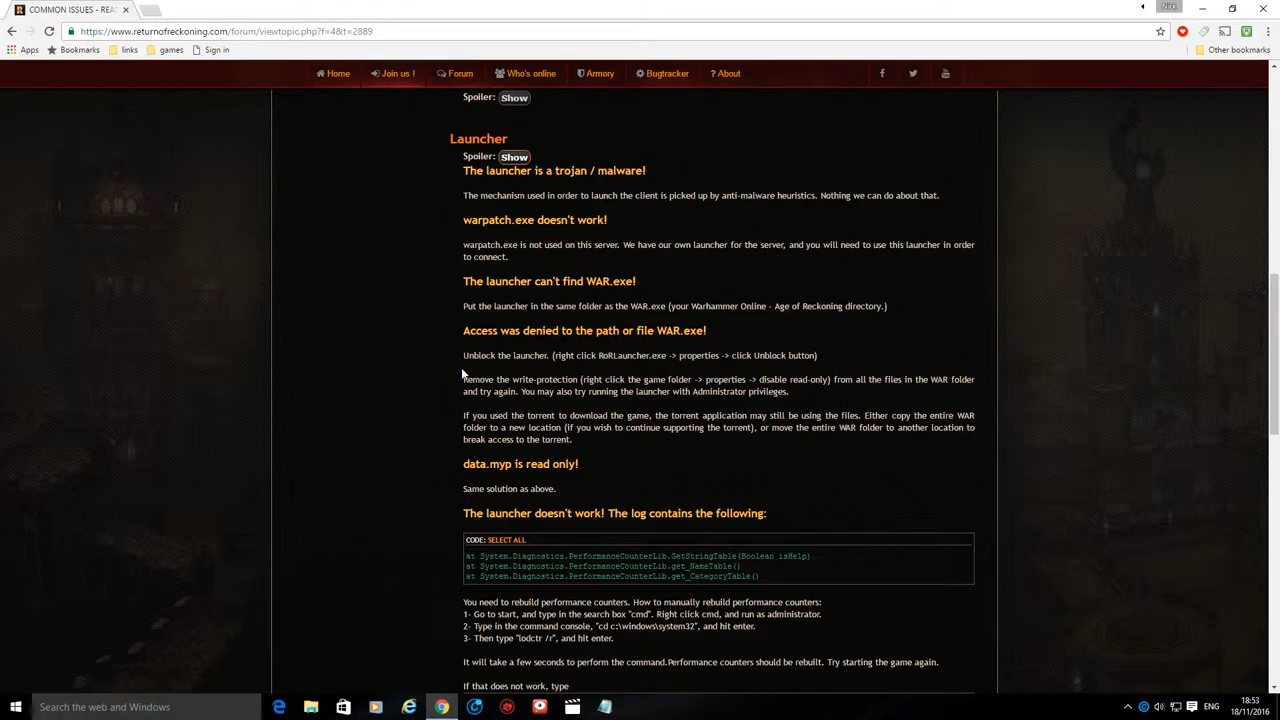 COMMON ISSUES - REA
Nick
https://www.returnofreckoning.com/forum/viewtopic.php?f=4&t=2889
Apps Bookmarks links games Sign in Other bookmarks
Home Join us ! Forum Who's online Armory Bugtracker ? About
Spoiler: Show
Launcher
Spoiler: Show
The launcher is a trojan / malware!
The mechanism used in order to launch the client is picked up by anti-malware heuristics. Nothing we can do about that.
warpatch.exe doesn't work!
warpatch.exe is not used on this server. We have our own launcher for the server, and you will need to use this launcher in order
to connect.
The launcher can't find WAR.exe!
Put the launcher in the same folder as the WAR.exe (your Warhammer Online - Age of Reckoning directory.)
Access was denied to the path or file WAR.exe!
Unblock the launcher. (right click RoRLauncher.exe -> properties -> click Unblock button)
Remove the write-protection (right click the game folder -> properties -> disable read-only) from all the files in the WAR folder
and try again. You may also try running the launcher with Administrator privileges.
If you used the torrent to download the game, the torrent application may still be using the files. Either copy the entire WAR
folder to a new location (if you wish to continue supporting the torrent), or move the entire WAR folder to another location to
break access to the torrent.
data.myp is read only!
Same solution as above.
The launcher doesn't work! The log contains the following:
CODE: SELECT ALL
at System.Diagnostics.PerformanceCounterLib.GetStringTable(Boolean isHelp)
at System.Diagnostics.PerformanceCounterLib.get_NameTable()
at System.Diagnostics.PerformanceCounterLib.get_CategoryTable()
You need to rebuild performance counters. How to manually rebuild performance counters:
1- Go to start, and type in the search box "cmd". Right click cmd, and run as administrator.
2- Type in the command console, "cd c:\windows\system32", and hit enter.
3- Then type "lodctr /r", and hit enter.
It will take a few seconds to perform the command.Performance counters should be rebuilt. Try starting the game again.
If that does not work, type
Search the web and Windows
ENG
18:53
18/11/2016